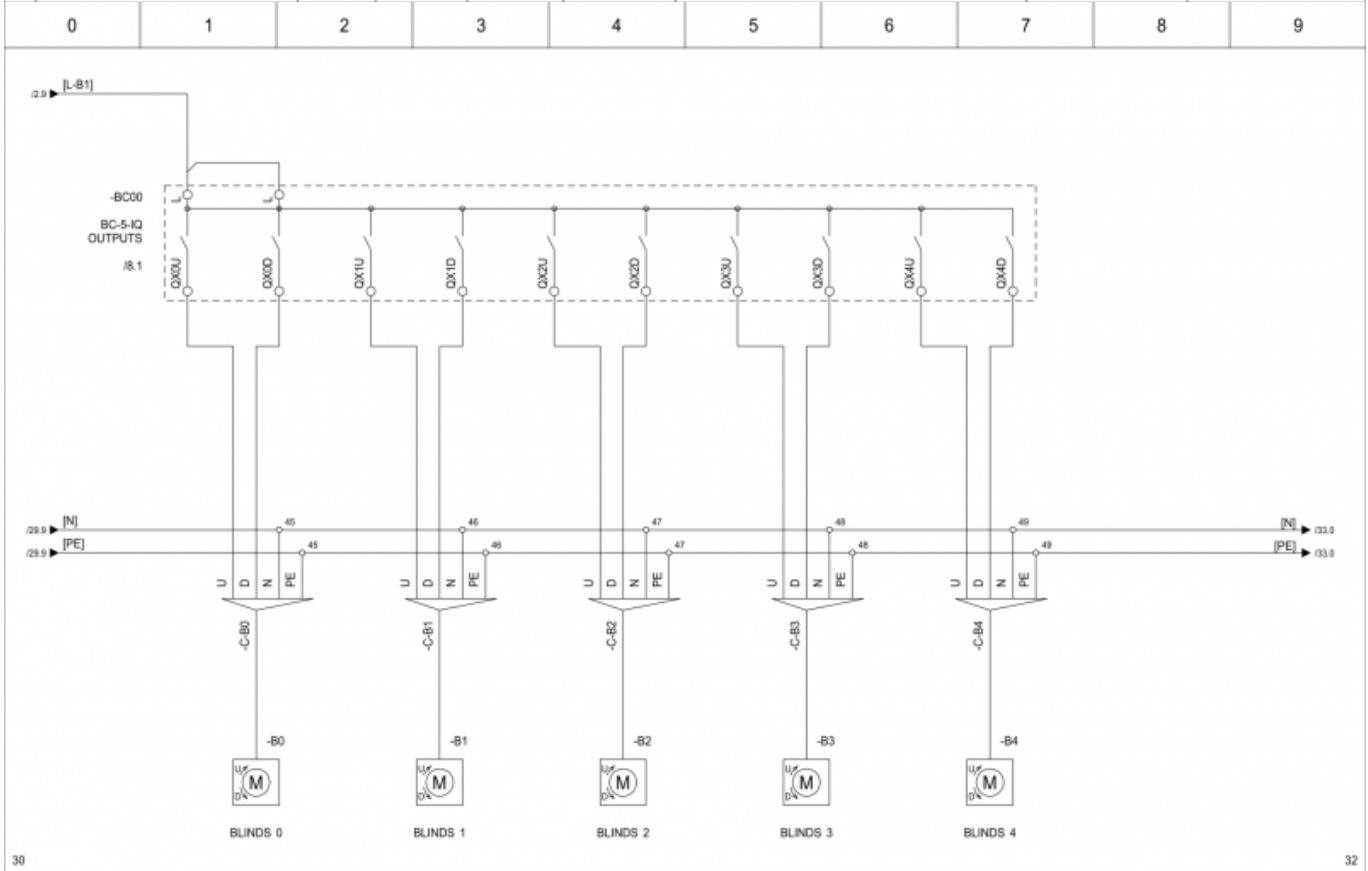 0 1 2 3 4 5 6 7 8 9
/2.9 [L-B1]
-BC00
BC-5-IQ
OUTPUTS
/8.1
L L
QX0U QX0D QX1U QX1D QX2U QX2D QX3U QX3D QX4U QX4D
/29.9 [N] 45 46 47 48 49 [N] /33.0
/29.9 [PE] 45 46 47 48 49 [PE] /33.0
U D N PE U D N PE U D N PE U D N PE U D N PE
-C-B0 -C-B1 -C-B2 -C-B3 -C-B4
-B0 -B1 -B2 -B3 -B4
U U U U U
M M M M M
D D D D D
BLINDS 0 BLINDS 1 BLINDS 2 BLINDS 3 BLINDS 4
30 32